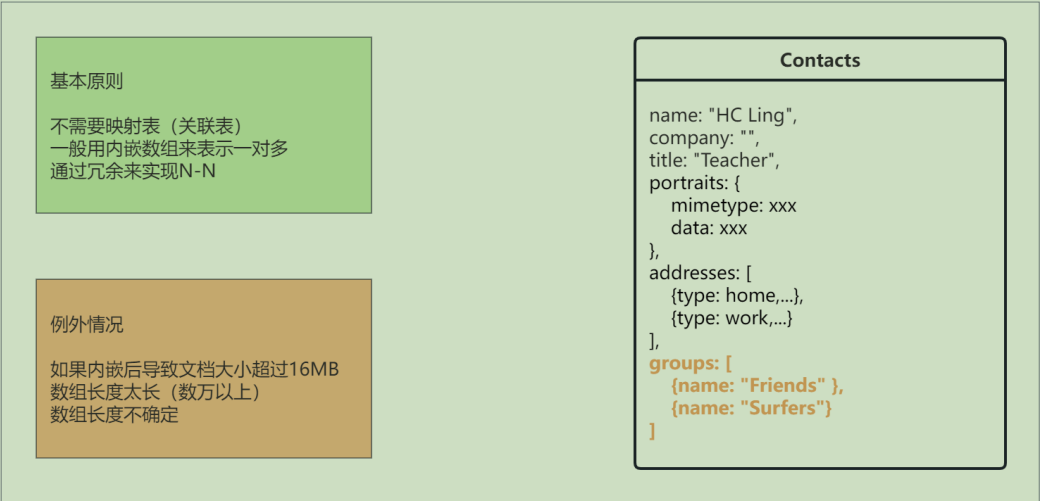 基本原则
不需要映射表（关联表）
一般用内嵌数组来表示一对多
通过冗余来实现N-N
例外情况
如果内嵌后导致文档大小超过16MB
数组长度太长（数万以上）
数组长度不确定
Contacts
name: "HC Ling",
company: "",
title: "Teacher",
portraits: {
mimetype: xxx
data: xxx
},
addresses: [
{type: home,...},
{type: work,...}
],
groups: [
{name: "Friends" },
{name: "Surfers"}
]